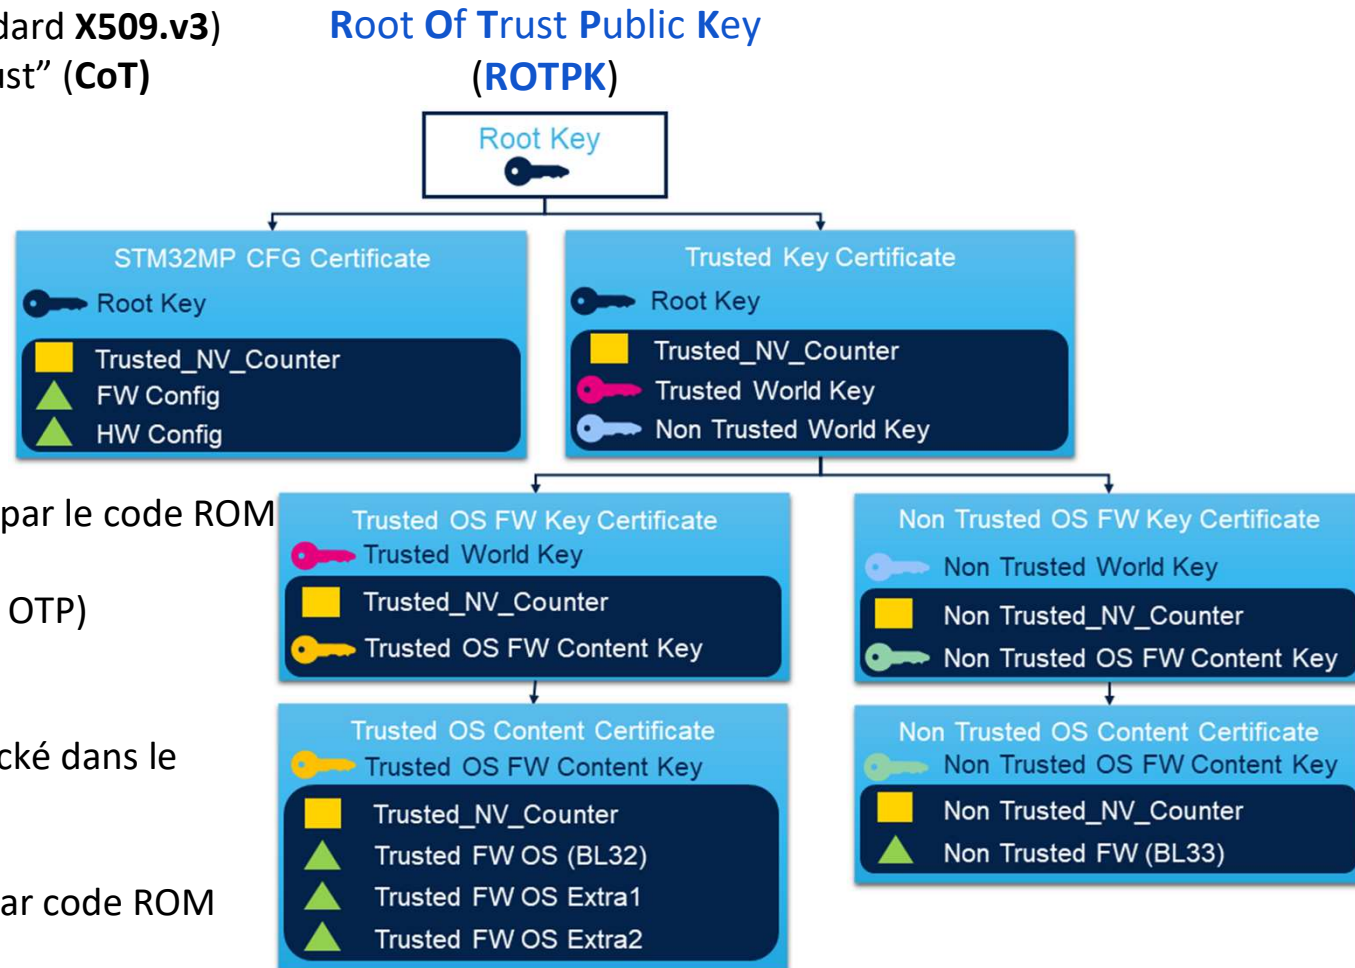 dard X509.v3)
ust” (CoT)
Root Of Trust Public Key
(ROTPK)
Root Key
STM32MP CFG Certificate
Root Key
Trusted_NV_Counter
FW Config
HW Config
Trusted Key Certificate
Root Key
Trusted_NV_Counter
Trusted World Key
Non Trusted World Key
par le code ROM
OTP)
cké dans le
ar code ROM
Trusted OS FW Key Certificate
Trusted World Key
Trusted_NV_Counter
Trusted OS FW Content Key
Non Trusted OS FW Key Certificate
Non Trusted World Key
Non Trusted_NV_Counter
Non Trusted OS FW Content Key
Trusted OS Content Certificate
Trusted OS FW Content Key
Trusted_NV_Counter
Trusted FW OS (BL32)
Trusted FW OS Extra1
Trusted FW OS Extra2
Non Trusted OS Content Certificate
Non Trusted OS FW Content Key
Non Trusted_NV_Counter
Non Trusted FW (BL33)